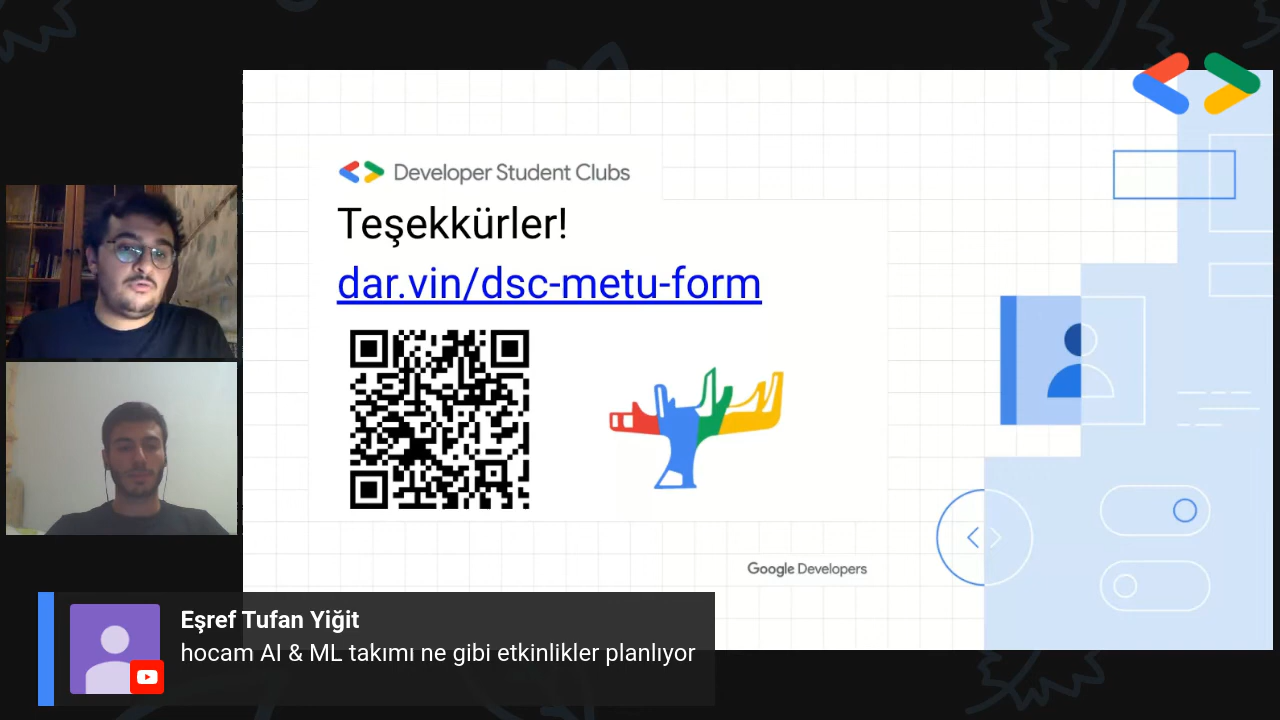 Developer Student Clubs
Teşekkürler!
dar.vin/dsc-metu-form
Google Developers
Eşref Tufan Yiğit
hocam AI & ML takımı ne gibi etkinlikler planlıyor